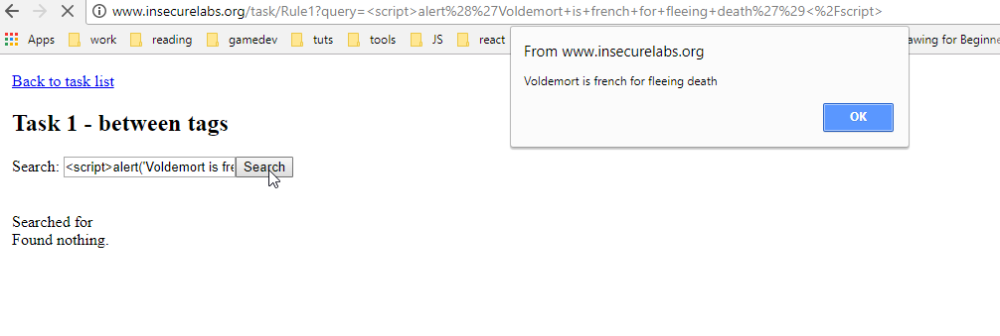 www.insecurelabs.org/task/Rule1?query=<script>alert%28%27Voldemort+is+french+for+fleeing+death%27%29<%2Fscript>
Apps work reading gamedev tuts tools JS react awing for Beginne
From www.insecurelabs.org
Voldemort is french for fleeing death
OK
Back to task list
Task 1 - between tags
Search: <script>alert('Voldemort is fre Search
Searched for
Found nothing.